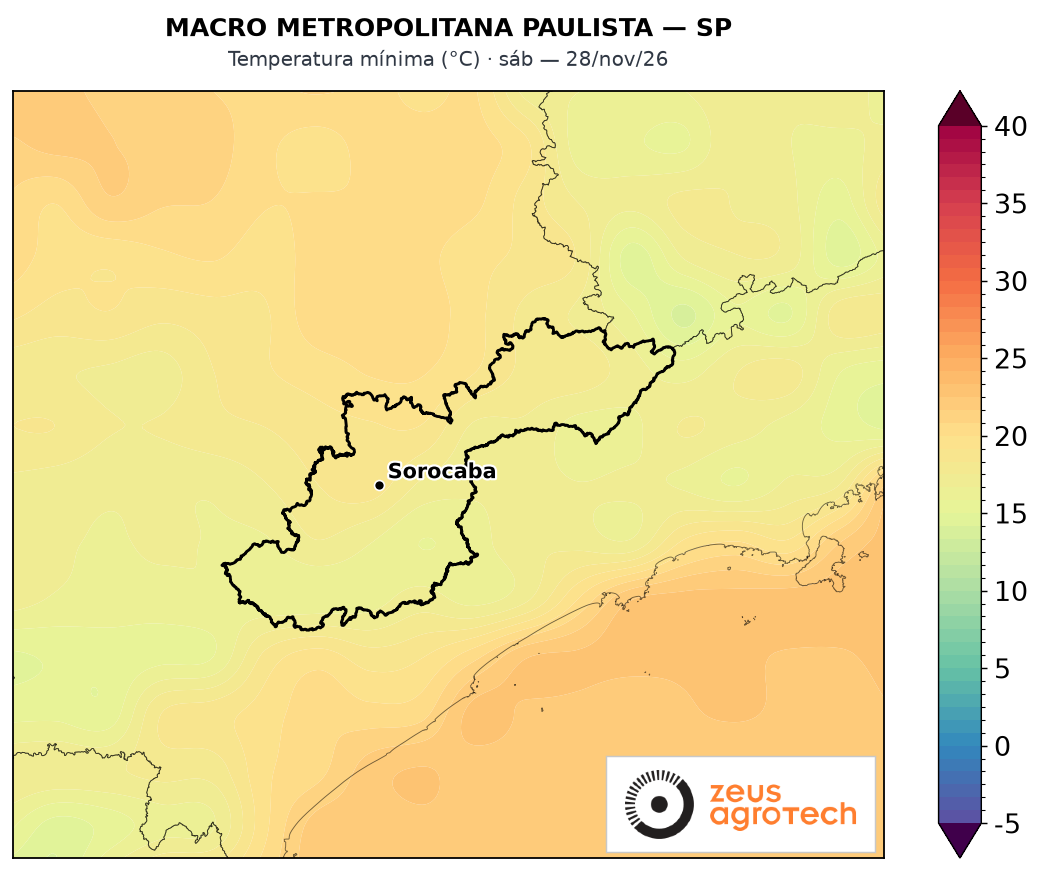 MACRO METROPOLITANA PAULISTA — SP
Temperatura mínima (°C) · sáb — 28/nov/26
Sorocaba
40
35
30
25
20
15
10
5
0
-5
zeus
agrotech